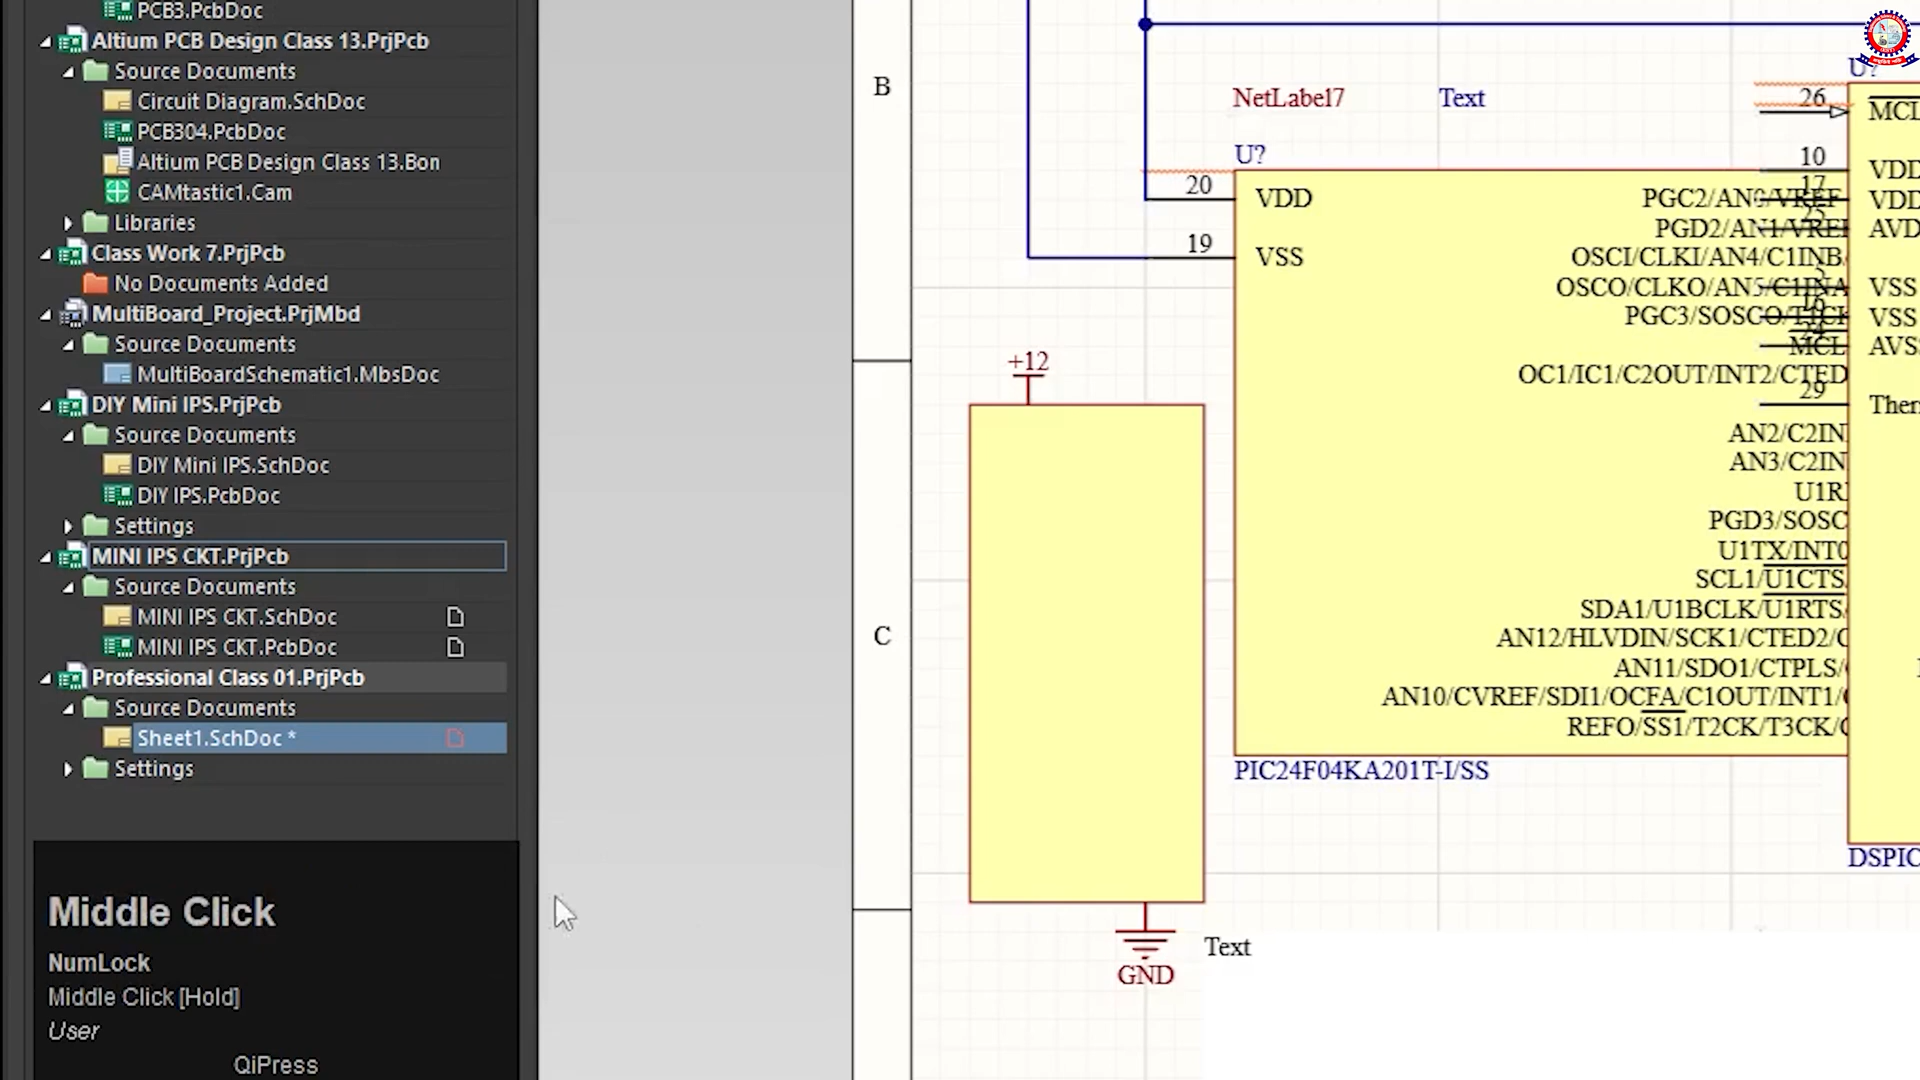 PCB3.PcbDoc
Altium PCB Design Class 13.PrjPcb
Source Documents
Circuit Diagram.SchDoc
PCB304.PcbDoc
Altium PCB Design Class 13.Bon
CAMtastic1.Cam
Libraries
Class Work 7.PrjPcb
No Documents Added
MultiBoard_Project.PrjMbd
Source Documents
MultiBoardSchematic1.MbsDoc
DIY Mini IPS.PrjPcb
Source Documents
DIY Mini IPS.SchDoc
DIY IPS.PcbDoc
Settings
MINI IPS CKT.PrjPcb
Source Documents
MINI IPS CKT.SchDoc
MINI IPS CKT.PcbDoc
Professional Class 01.PrjPcb
Source Documents
Sheet1.SchDoc *
Settings
Middle Click
NumLock
Middle Click [Hold]
User
QiPress
B
C
NetLabel7
Text
U?
20
VDD
19
VSS
PGC2/AN0/VREF
PGD2/AN1/VREF
OSCI/CLKI/AN4/C1INB/
OSCO/CLKO/AN5/C1INA
PGC3/SOSCO/T1CK
MCL
OC1/IC1/C2OUT/INT2/CTED
AN2/C2IN
AN3/C2IN
U1R
PGD3/SOSC
U1TX/INT0
SCL1/U1CTS/
SDA1/U1BCLK/U1RTS/
AN12/HLVDIN/SCK1/CTED2/
AN11/SDO1/CTPLS/
AN10/CVREF/SDI1/OCFA/C1OUT/INT1/
REFO/SS1/T2CK/T3CK/
PIC24F04KA201T-I/SS
U?
26
MCL
10
VDD
17
VDD
25
AVD
5
VSS
16
VSS
24
AVS
29
Ther
DSPIC
+12
GND
Text